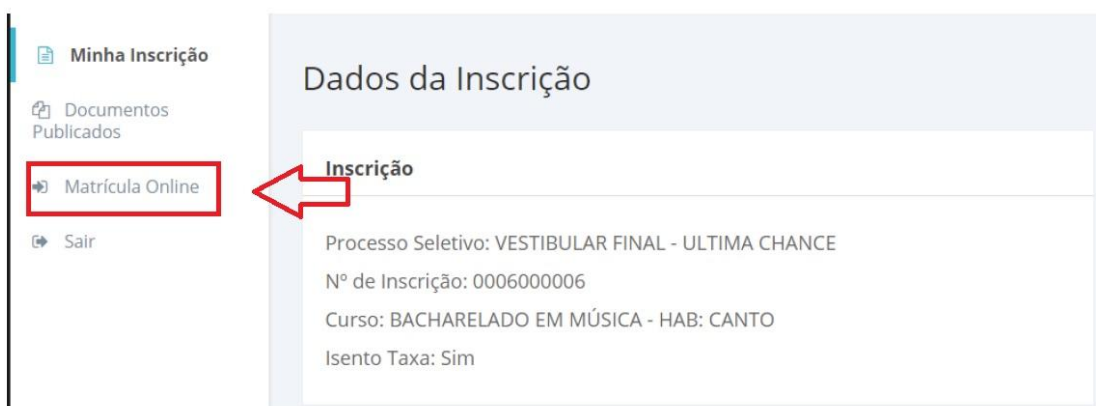 Minha Inscrição
Documentos
Publicados
Matrícula Online
Sair
Dados da Inscrição
Inscrição
Processo Seletivo: VESTIBULAR FINAL - ULTIMA CHANCE
Nº de Inscrição: 0006000006
Curso: BACHARELADO EM MÚSICA - HAB: CANTO
Isento Taxa: Sim